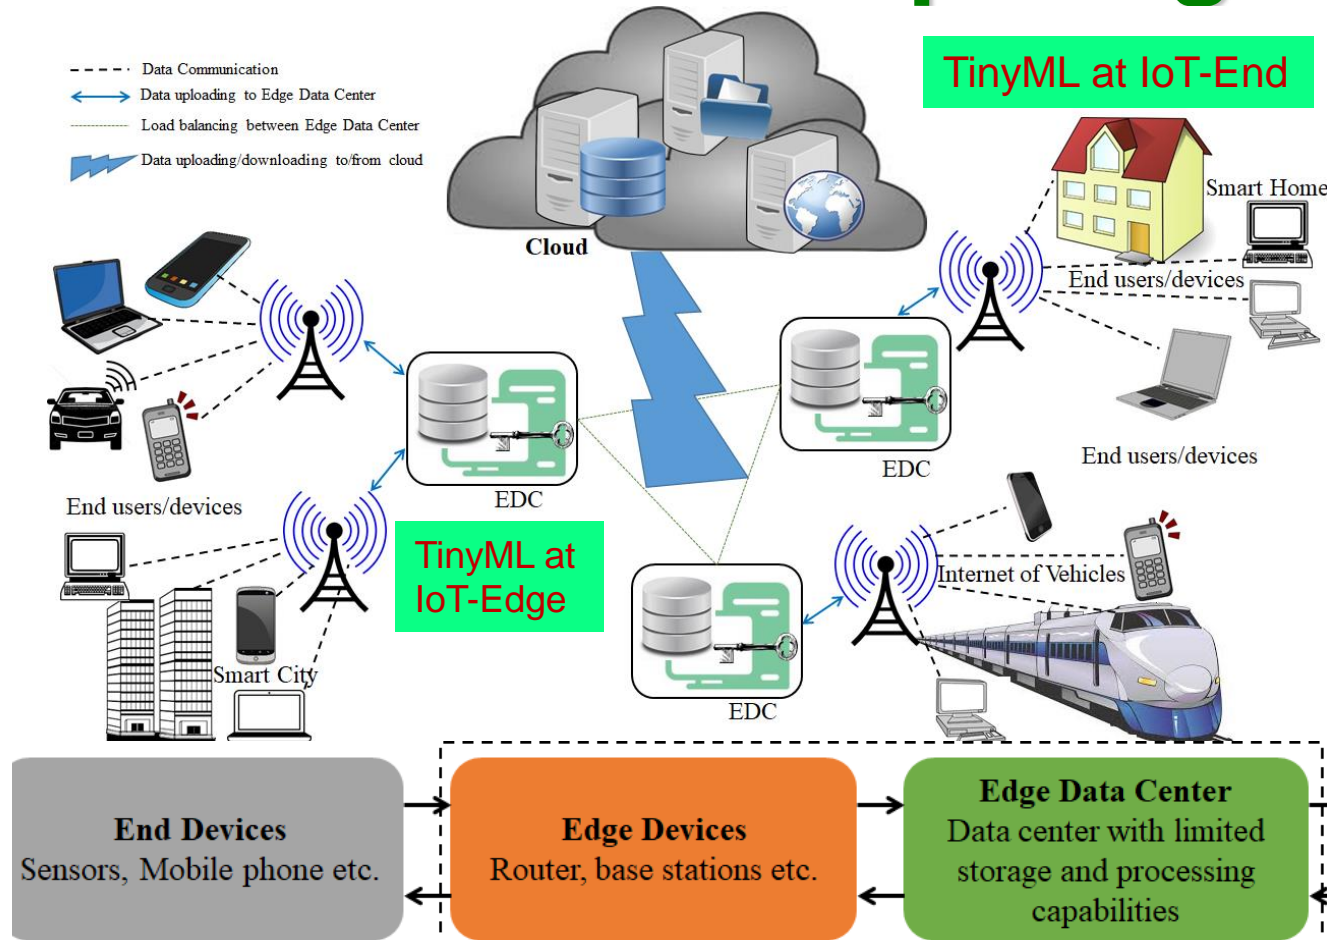 TinyML at IoT-End
Data Communication
Data uploading to Edge Data Center
Load balancing between Edge Data Center
Data uploading/downloading to/from cloud
Cloud
Smart Home
End users/devices
End users/devices
EDC
EDC
End users/devices
TinyML at
IoT-Edge
Internet of Vehicles
Smart City
EDC
End Devices
Sensors, Mobile phone etc.
Edge Devices
Router, base stations etc.
Edge Data Center
Data center with limited
storage and processing
capabilities